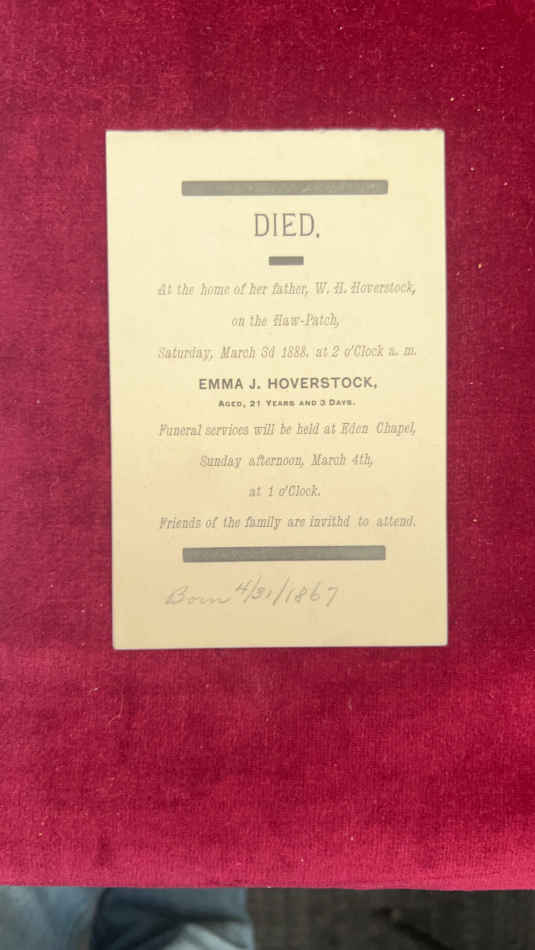 DIED.
At the home of her father, W. H. Hoverstock,
on the Haw-Patch,
Saturday, March 3d 1888. at 2 o'Clock a. m.
EMMA J. HOVERSTOCK,
AGED, 21 YEARS AND 3 DAYS.
Funeral services will be held at Eden Chapel,
Sunday afternoon, March 4th,
at 1 o'Clock.
Friends of the family are invithd to attend.
Born 4/31/1867